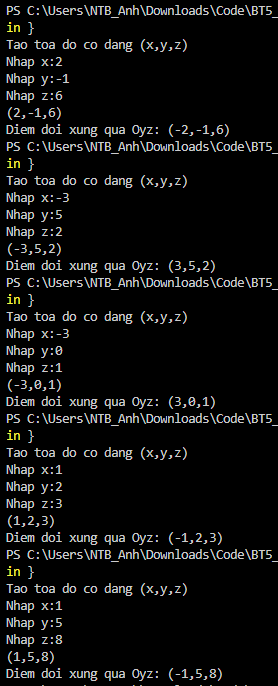 PS C:\Users\NTB_Anh\Downloads\Code\BT5_
in }
Tao toa do co dang (x,y,z)
Nhap x:2
Nhap y:-1
Nhap z:6
(2,-1,6)
Diem doi xung qua Oyz: (-2,-1,6)
PS C:\Users\NTB_Anh\Downloads\Code\BT5_
in }
Tao toa do co dang (x,y,z)
Nhap x:-3
Nhap y:5
Nhap z:2
(-3,5,2)
Diem doi xung qua Oyz: (3,5,2)
PS C:\Users\NTB_Anh\Downloads\Code\BT5_
in }
Tao toa do co dang (x,y,z)
Nhap x:-3
Nhap y:0
Nhap z:1
(-3,0,1)
Diem doi xung qua Oyz: (3,0,1)
PS C:\Users\NTB_Anh\Downloads\Code\BT5_
in }
Tao toa do co dang (x,y,z)
Nhap x:1
Nhap y:2
Nhap z:3
(1,2,3)
Diem doi xung qua Oyz: (-1,2,3)
PS C:\Users\NTB_Anh\Downloads\Code\BT5_
in }
Tao toa do co dang (x,y,z)
Nhap x:1
Nhap y:5
Nhap z:8
(1,5,8)
Diem doi xung qua Oyz: (-1,5,8)